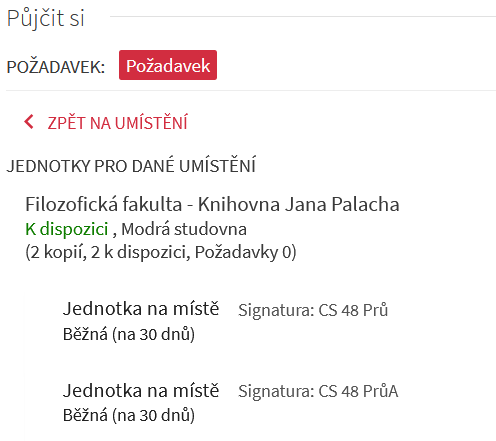 Půjčit si
POŽADAVEK: Požadavek
ZPĚT NA UMÍSTĚNÍ
JEDNOTKY PRO DANÉ UMÍSTĚNÍ
Filozofická fakulta - Knihovna Jana Palacha
K dispozici , Modrá studovna
(2 kopií, 2 k dispozici, Požadavky 0)
Jednotka na místě Signatura: CS 48 Prů
Běžná (na 30 dnů)
Jednotka na místě Signatura: CS 48 PrůA
Běžná (na 30 dnů)